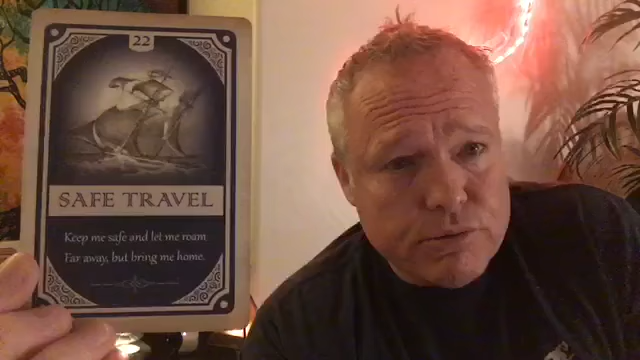 22
SAFE TRAVEL
Keep me safe and let me roam
Far away, but bring me home.